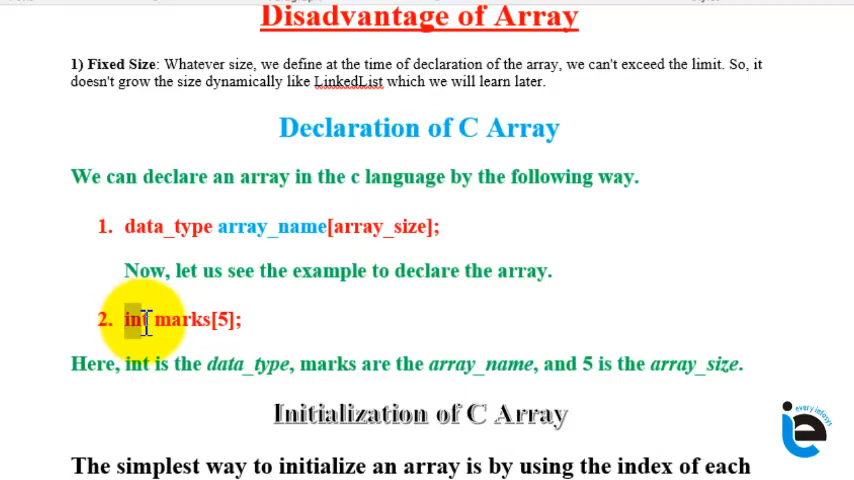 Disadvantage of Array
1) Fixed Size: Whatever size, we define at the time of declaration of the array, we can't exceed the limit. So, it
doesn't grow the size dynamically like LinkedList which we will learn later.
Declaration of C Array
We can declare an array in the c language by the following way.
1. data_type array_name[array_size];
Now, let us see the example to declare the array.
2. int marks[5];
Here, int is the data_type, marks are the array_name, and 5 is the array_size.
Initialization of C Array
every infosys
The simplest way to initialize an array is by using the index of each